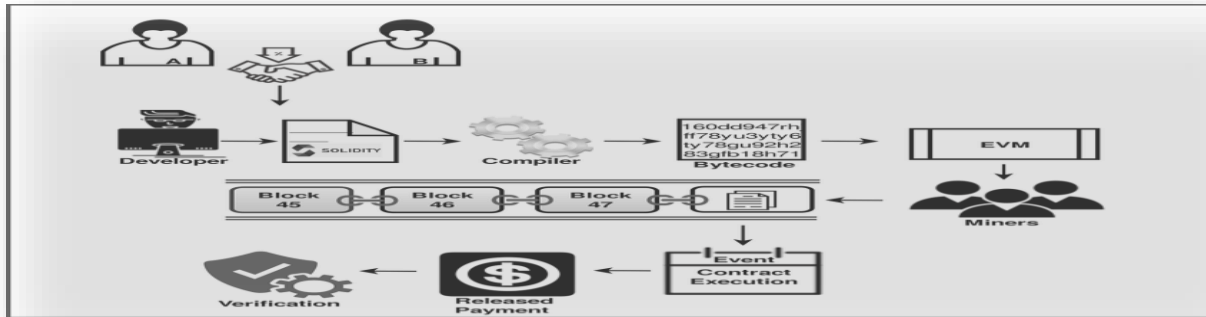 A
B
Developer
SOLIDITY
Compiler
160dd947rh
ff78yu3yty6
ty78gu92h2
83gfb18h71
Bytecode
EVM
Block
45
Block
46
Block
47
Miners
Event
Contract
Execution
Released
Payment
Verification